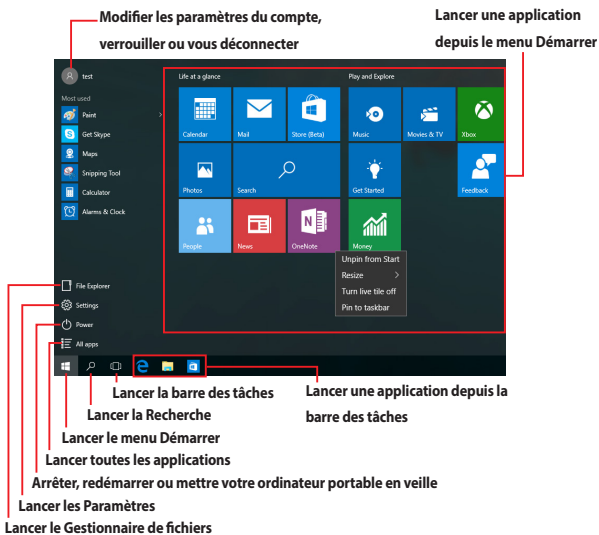 Modifier les paramètres du compte,
verrouiller ou vous déconnecter
Lancer une application
depuis le menu Démarrer
test
Most used
Paint
Get Skype
Maps
Snipping Tool
Calculator
Alarms & Clock
File Explorer
Settings
Power
All apps
Life at a glance
Play and Explore
Calendar
Mail
Store (Beta)
Music
Movies & TV
Xbox
Photos
Search
Get Started
Feedback
People
News
OneNote
Money
Unpin from Start
Resize
Turn live tile off
Pin to taskbar
Lancer la barre des tâches
Lancer une application depuis la
barre des tâches
Lancer la Recherche
Lancer le menu Démarrer
Lancer toutes les applications
Arrêter, redémarrer ou mettre votre ordinateur portable en veille
Lancer les Paramètres
Lancer le Gestionnaire de fichiers